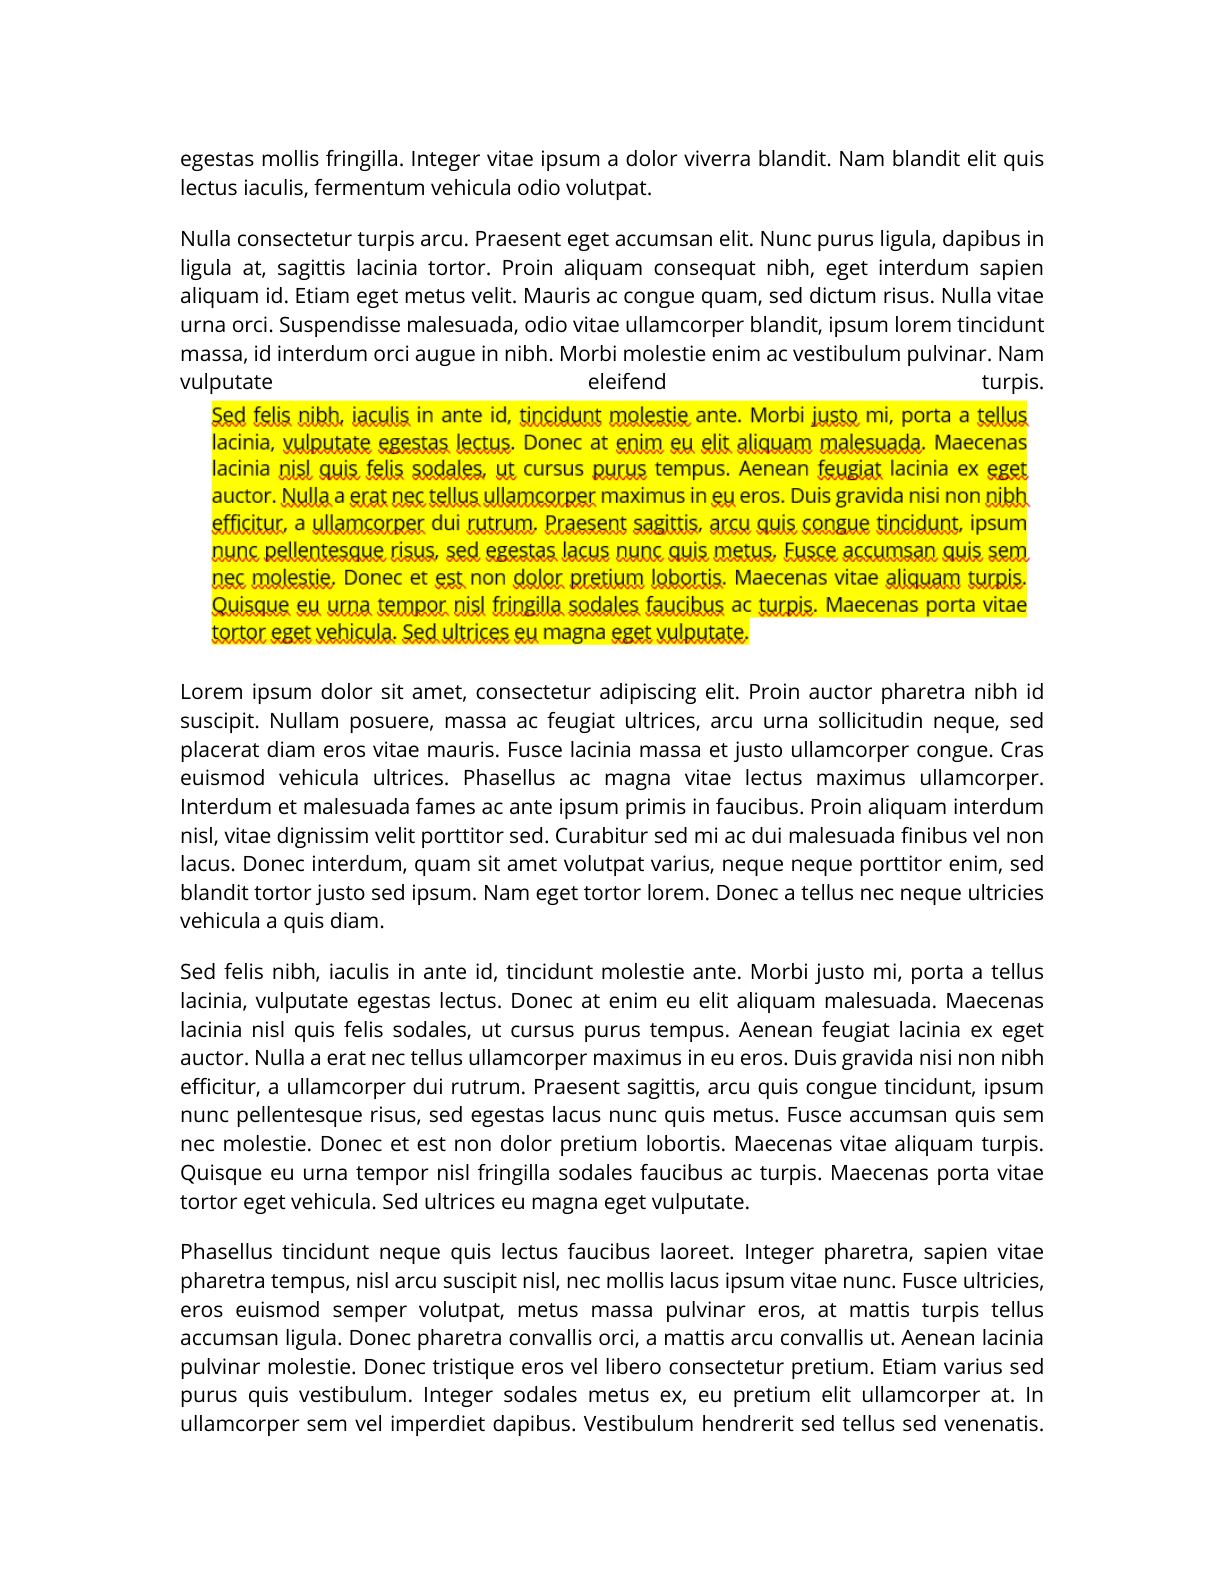 egestas mollis fringilla. Integer vitae ipsum a dolor viverra blandit. Nam blandit elit quis
lectus iaculis, fermentum vehicula odio volutpat.
Nulla consectetur turpis arcu. Praesent eget accumsan elit. Nunc purus ligula, dapibus in
ligula at, sagittis lacinia tortor. Proin aliquam consequat nibh, eget interdum sapien
aliquam id. Etiam eget metus velit. Mauris ac congue quam, sed dictum risus. Nulla vitae
urna orci. Suspendisse malesuada, odio vitae ullamcorper blandit, ipsum lorem tincidunt
massa, id interdum orci augue in nibh. Morbi molestie enim ac vestibulum pulvinar. Nam
vulputate eleifend turpis.
Sed felis nibh, iaculis in ante id, tincidunt molestie ante. Morbi justo mi, porta a tellus
lacinia, vulputate egestas lectus. Donec at enim eu elit aliquam malesuada. Maecenas
lacinia nisl quis felis sodales, ut cursus purus tempus. Aenean feugiat lacinia ex eget
auctor. Nulla a erat nec tellus ullamcorper maximus in eu eros. Duis gravida nisi non nibh
efficitur, a ullamcorper dui rutrum. Praesent sagittis, arcu quis congue tincidunt, ipsum
nunc pellentesque risus, sed egestas lacus nunc quis metus. Fusce accumsan quis sem
nec molestie. Donec et est non dolor pretium lobortis. Maecenas vitae aliquam turpis.
Quisque eu urna tempor nisl fringilla sodales faucibus ac turpis. Maecenas porta vitae
tortor eget vehicula. Sed ultrices eu magna eget vulputate.
Lorem ipsum dolor sit amet, consectetur adipiscing elit. Proin auctor pharetra nibh id
suscipit. Nullam posuere, massa ac feugiat ultrices, arcu urna sollicitudin neque, sed
placerat diam eros vitae mauris. Fusce lacinia massa et justo ullamcorper congue. Cras
euismod vehicula ultrices. Phasellus ac magna vitae lectus maximus ullamcorper.
Interdum et malesuada fames ac ante ipsum primis in faucibus. Proin aliquam interdum
nisl, vitae dignissim velit porttitor sed. Curabitur sed mi ac dui malesuada finibus vel non
lacus. Donec interdum, quam sit amet volutpat varius, neque neque porttitor enim, sed
blandit tortor justo sed ipsum. Nam eget tortor lorem. Donec a tellus nec neque ultricies
vehicula a quis diam.
Sed felis nibh, iaculis in ante id, tincidunt molestie ante. Morbi justo mi, porta a tellus
lacinia, vulputate egestas lectus. Donec at enim eu elit aliquam malesuada. Maecenas
lacinia nisl quis felis sodales, ut cursus purus tempus. Aenean feugiat lacinia ex eget
auctor. Nulla a erat nec tellus ullamcorper maximus in eu eros. Duis gravida nisi non nibh
efficitur, a ullamcorper dui rutrum. Praesent sagittis, arcu quis congue tincidunt, ipsum
nunc pellentesque risus, sed egestas lacus nunc quis metus. Fusce accumsan quis sem
nec molestie. Donec et est non dolor pretium lobortis. Maecenas vitae aliquam turpis.
Quisque eu urna tempor nisl fringilla sodales faucibus ac turpis. Maecenas porta vitae
tortor eget vehicula. Sed ultrices eu magna eget vulputate.
Phasellus tincidunt neque quis lectus faucibus laoreet. Integer pharetra, sapien vitae
pharetra tempus, nisl arcu suscipit nisl, nec mollis lacus ipsum vitae nunc. Fusce ultricies,
eros euismod semper volutpat, metus massa pulvinar eros, at mattis turpis tellus
accumsan ligula. Donec pharetra convallis orci, a mattis arcu convallis ut. Aenean lacinia
pulvinar molestie. Donec tristique eros vel libero consectetur pretium. Etiam varius sed
purus quis vestibulum. Integer sodales metus ex, eu pretium elit ullamcorper at. In
ullamcorper sem vel imperdiet dapibus. Vestibulum hendrerit sed tellus sed venenatis.